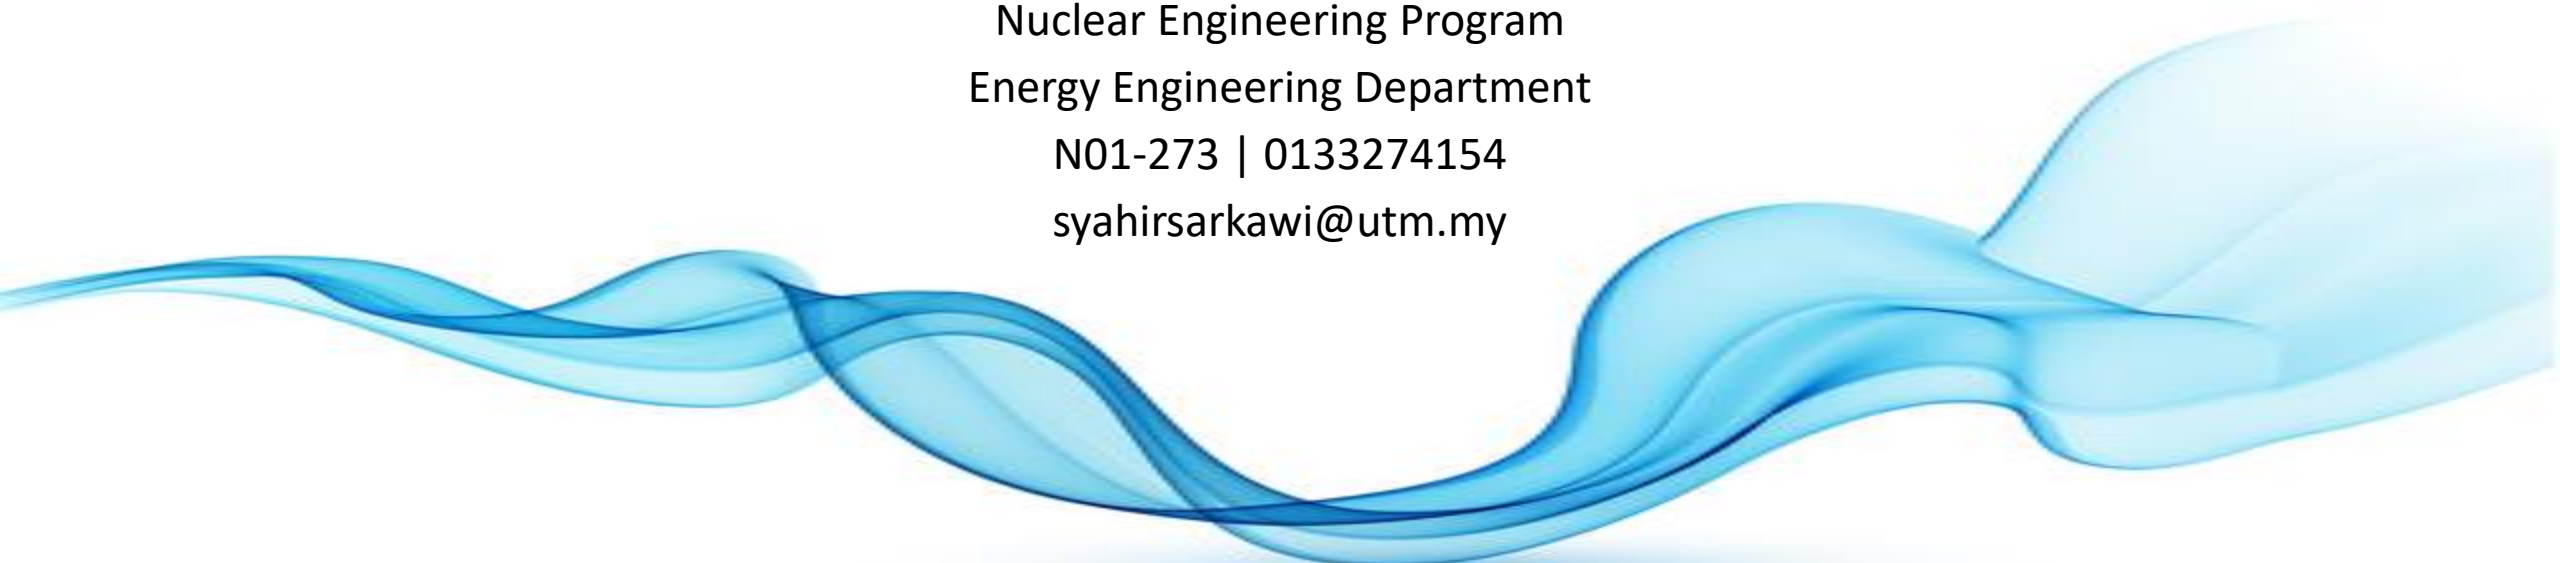 Nuclear Engineering Program
Energy Engineering Department
N01-273 | 0133274154
syahirsarkawi@utm.my